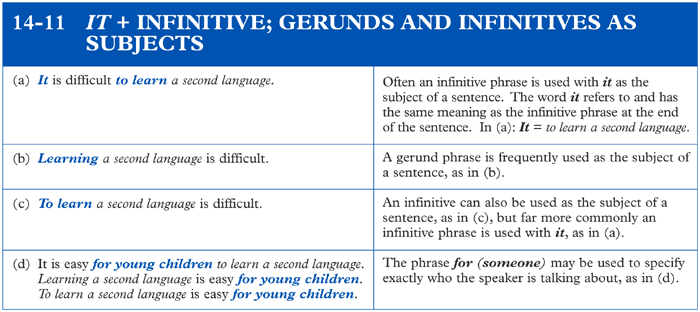 14-11 IT + INFINITIVE; GERUNDS AND INFINITIVES AS
SUBJECTS
(a) It is difficult to learn a second language.
Often an infinitive phrase is used with it as the
subject of a sentence. The word it refers to and has
the same meaning as the infinitive phrase at the end
of the sentence. In (a): It = to learn a second language.
(b) Learning a second language is difficult.
A gerund phrase is frequently used as the subject of
a sentence, as in (b).
(c) To learn a second language is difficult.
An infinitive can also be used as the subject of a
sentence, as in (c), but far more commonly an
infinitive phrase is used with it, as in (a).
(d) It is easy for young children to learn a second language.
Learning a second language is easy for young children.
To learn a second language is easy for young children.
The phrase for (someone) may be used to specify
exactly who the speaker is talking about, as in (d).